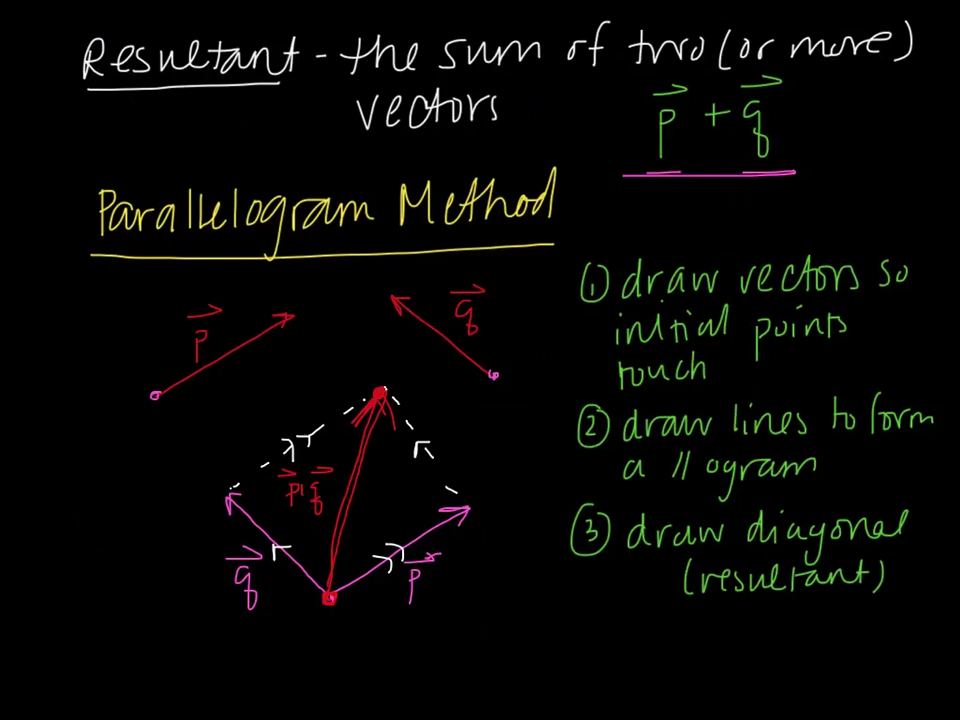 Resultant - the sum of two (or more)
vectors
p + q
Parallelogram Method
p
q
① draw vectors so
initial points
touch
② draw lines to form
a // ogram
③ draw diagonal
(resultant)
q
p